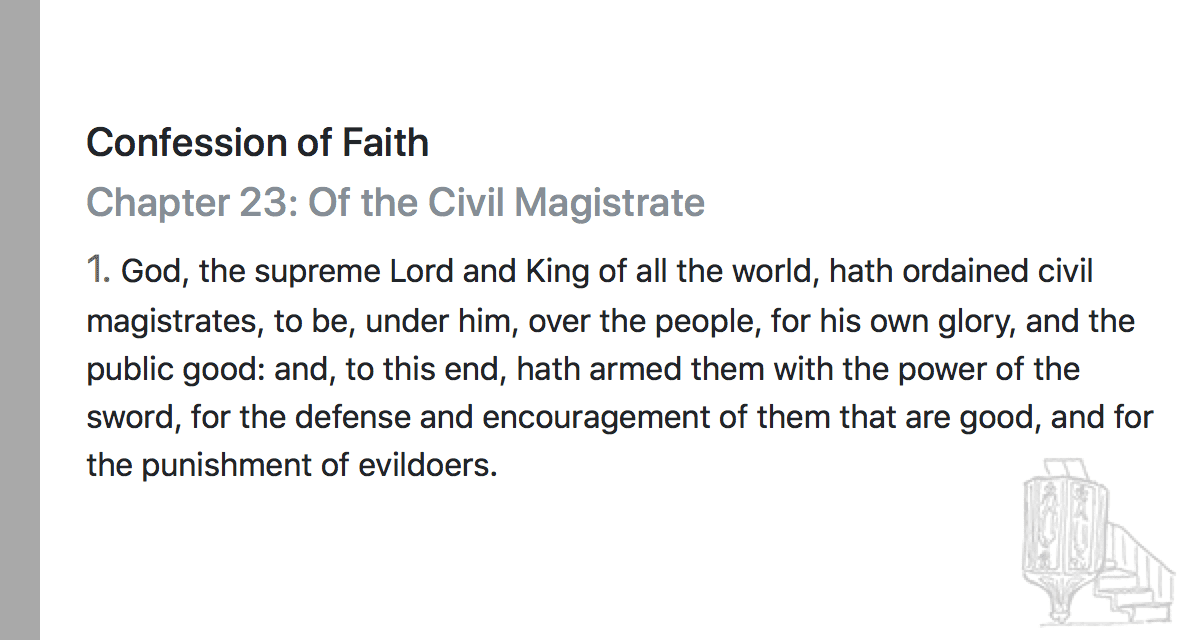 Confession of Faith
Chapter 23: Of the Civil Magistrate
1. God, the supreme Lord and King of all the world, hath ordained civil
magistrates, to be, under him, over the people, for his own glory, and the
public good: and, to this end, hath armed them with the power of the
sword, for the defense and encouragement of them that are good, and for
the punishment of evildoers.